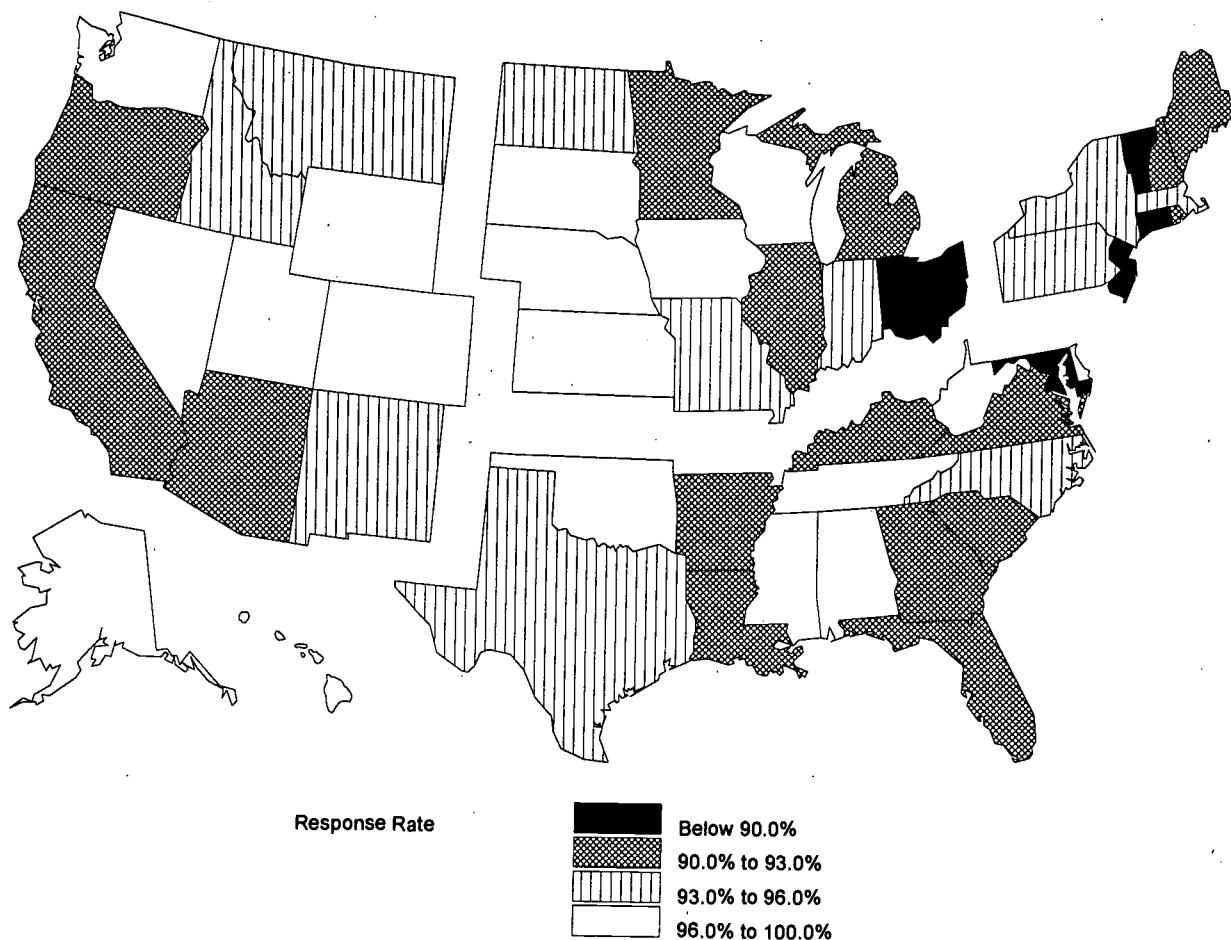 Response Rate
Below 90.0%
90.0% to 93.0%
93.0% to 96.0%
96.0% to 100.0%